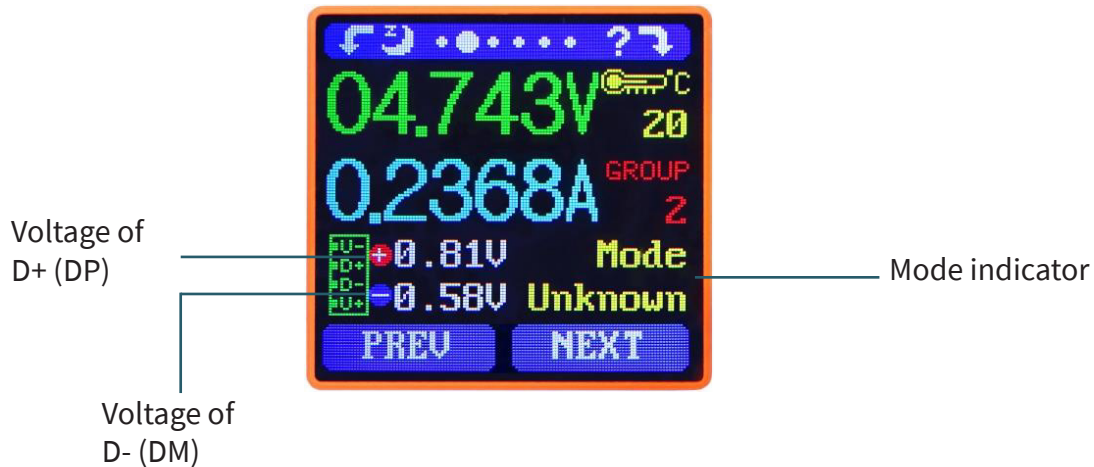 Z ?
04.743V °C
20
0.2368A GROUP
2
Voltage of
D+ (DP)
U-
D+
D-
U+
+0.81V Mode
-0.58V Unknown
Mode indicator
PREV NEXT
Voltage of
D- (DM)